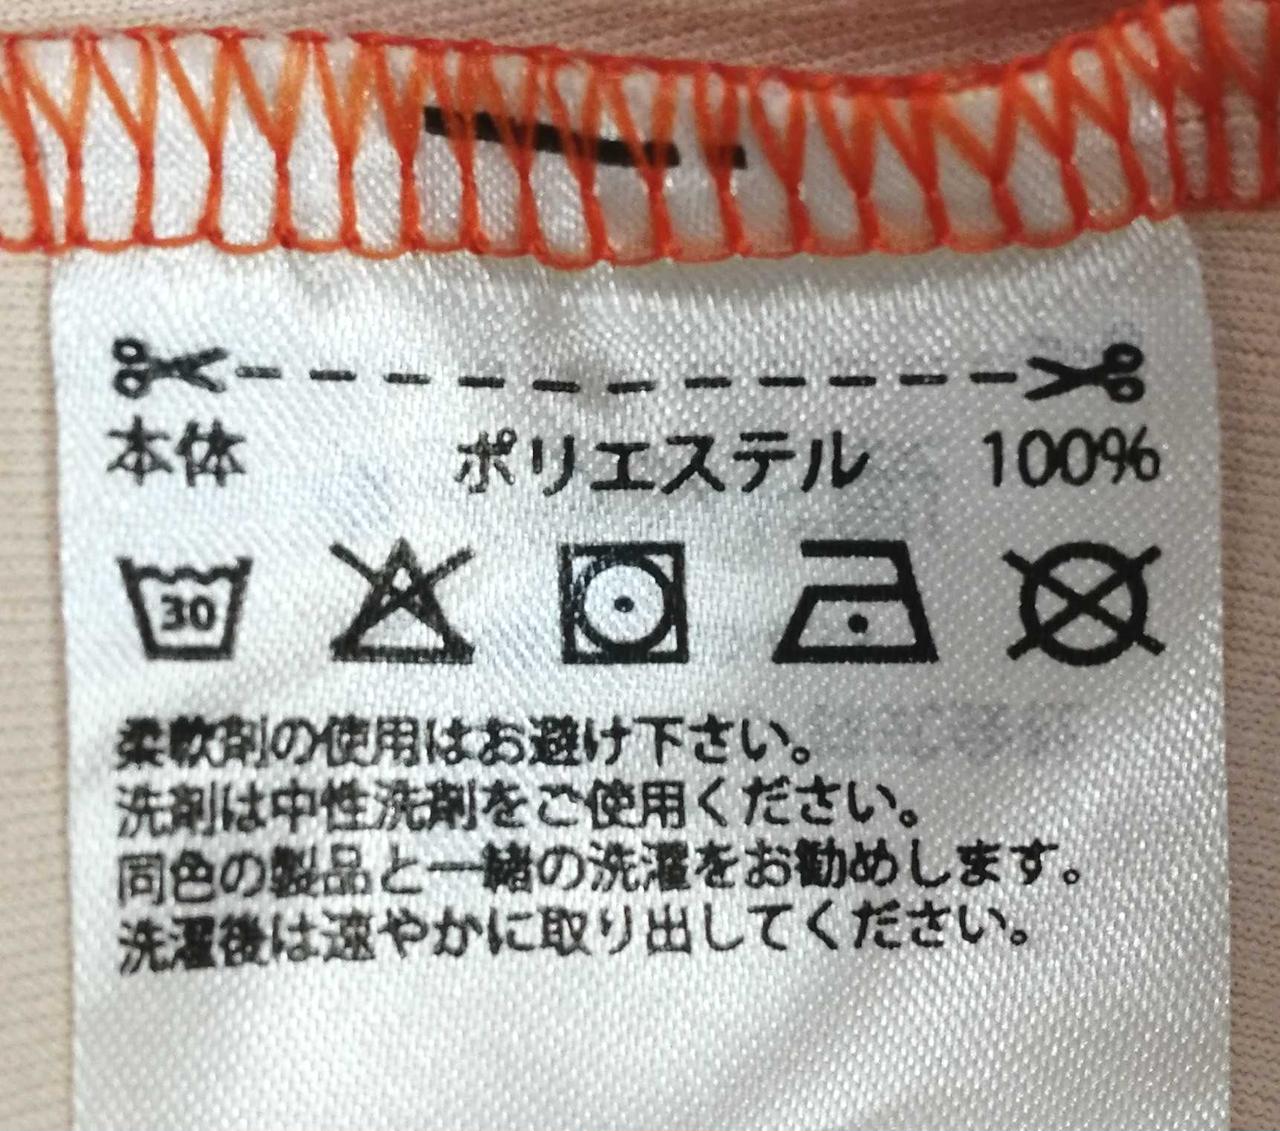 本体 ポリエステル 100%
30
柔軟剤の使用はお避け下さい。
洗剤は中性洗剤をご使用ください。
同色の製品と一緒の洗濯をお勧めします。
洗濯後は速やかに取り出してください。